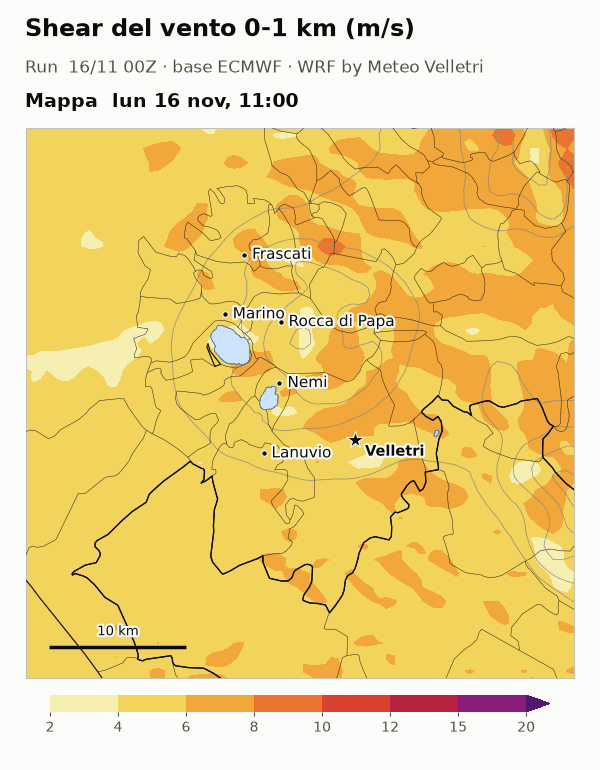 Shear del vento 0-1 km (m/s)
Run  16/11 00Z · base ECMWF · WRF by Meteo Velletri
Mappa  lun 16 nov, 11:00
Frascati
Marino
Rocca di Papa
Nemi
Velletri
Lanuvio
10 km
2 4 6 8 10 12 15 20